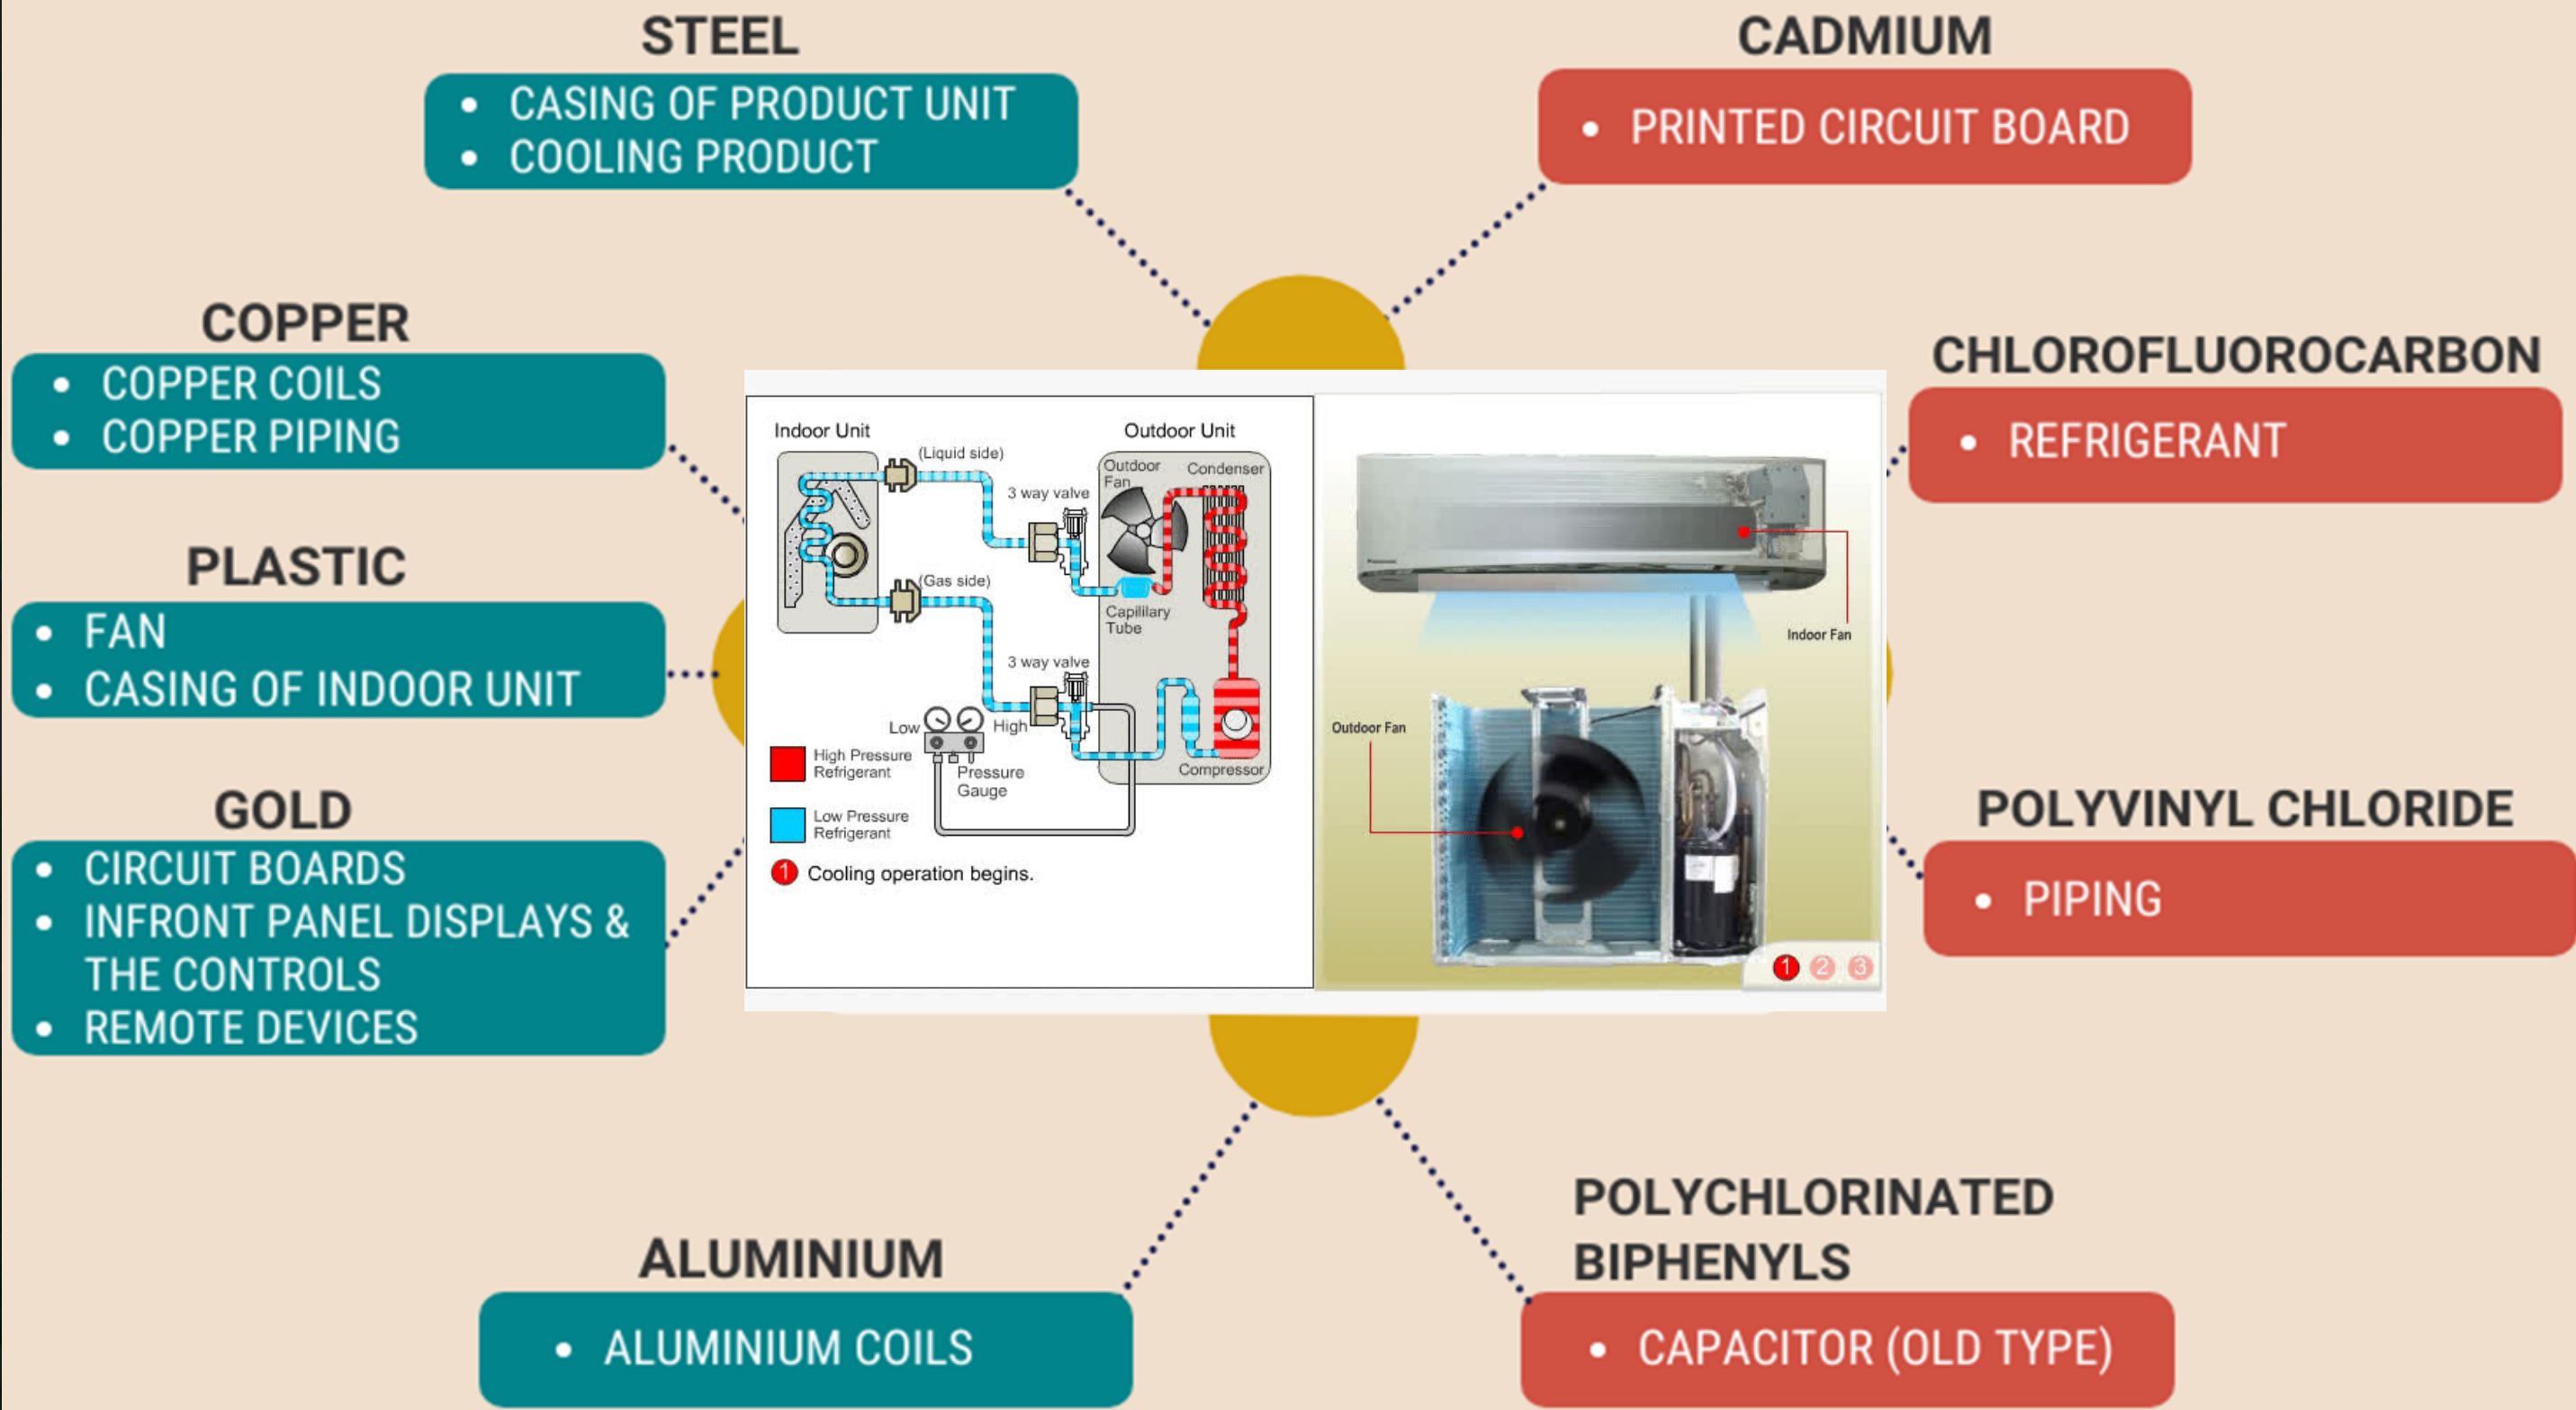 STEEL
CASING OF PRODUCT UNIT
COOLING PRODUCT
CADMIUM
PRINTED CIRCUIT BOARD
COPPER
COPPER COILS
COPPER PIPING
CHLOROFLUOROCARBON
REFRIGERANT
PLASTIC
FAN
CASING OF INDOOR UNIT
GOLD
CIRCUIT BOARDS
INFRONT PANEL DISPLAYS &
THE CONTROLS
REMOTE DEVICES
Indoor Unit
Outdoor Unit
(Liquid side)
Outdoor
Fan
Condenser
3 way valve
(Gas side)
Capillary
Tube
3 way valve
Low
High
Pressure
Gauge
Compressor
High Pressure
Refrigerant
Low Pressure
Refrigerant
1 Cooling operation begins.
Panasonic
Indoor Fan
Outdoor Fan
1 2 3
POLYVINYL CHLORIDE
PIPING
ALUMINIUM
ALUMINIUM COILS
POLYCHLORINATED
BIPHENYLS
CAPACITOR (OLD TYPE)